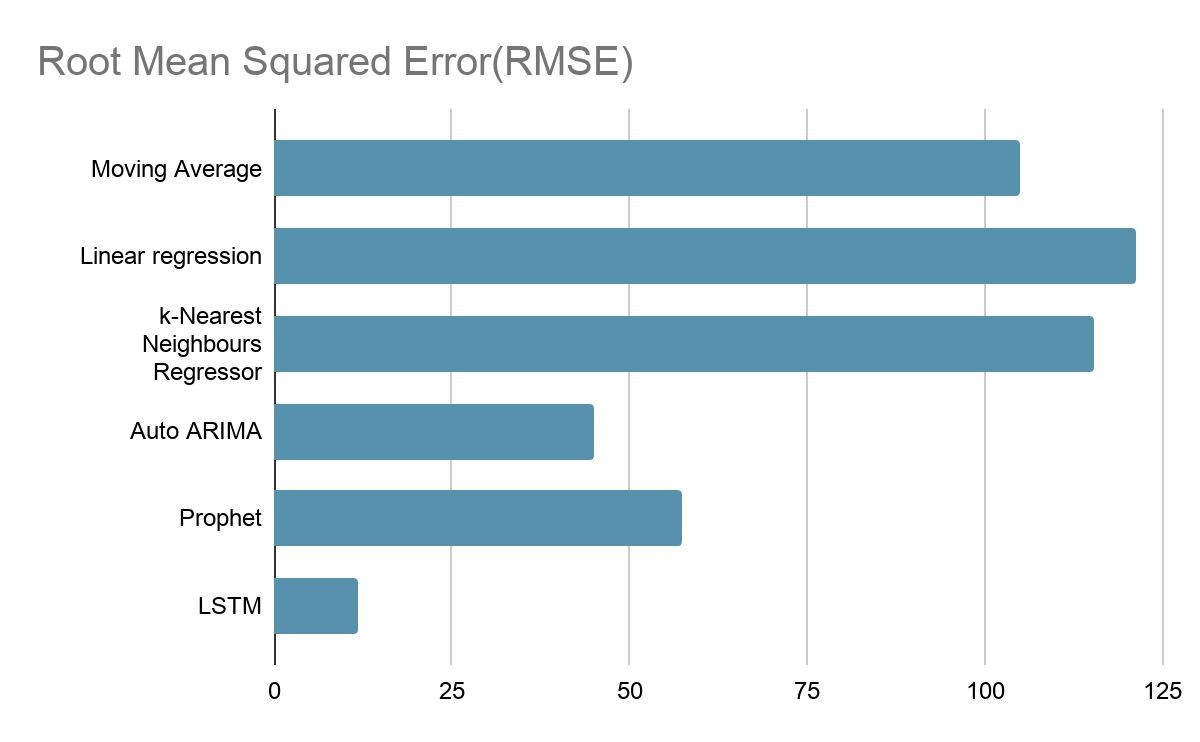 Root Mean Squared Error(RMSE)
Moving Average
Linear regression
k-Nearest
Neighbours
Regressor
Auto ARIMA
Prophet
LSTM
0 25 50 75 100 125